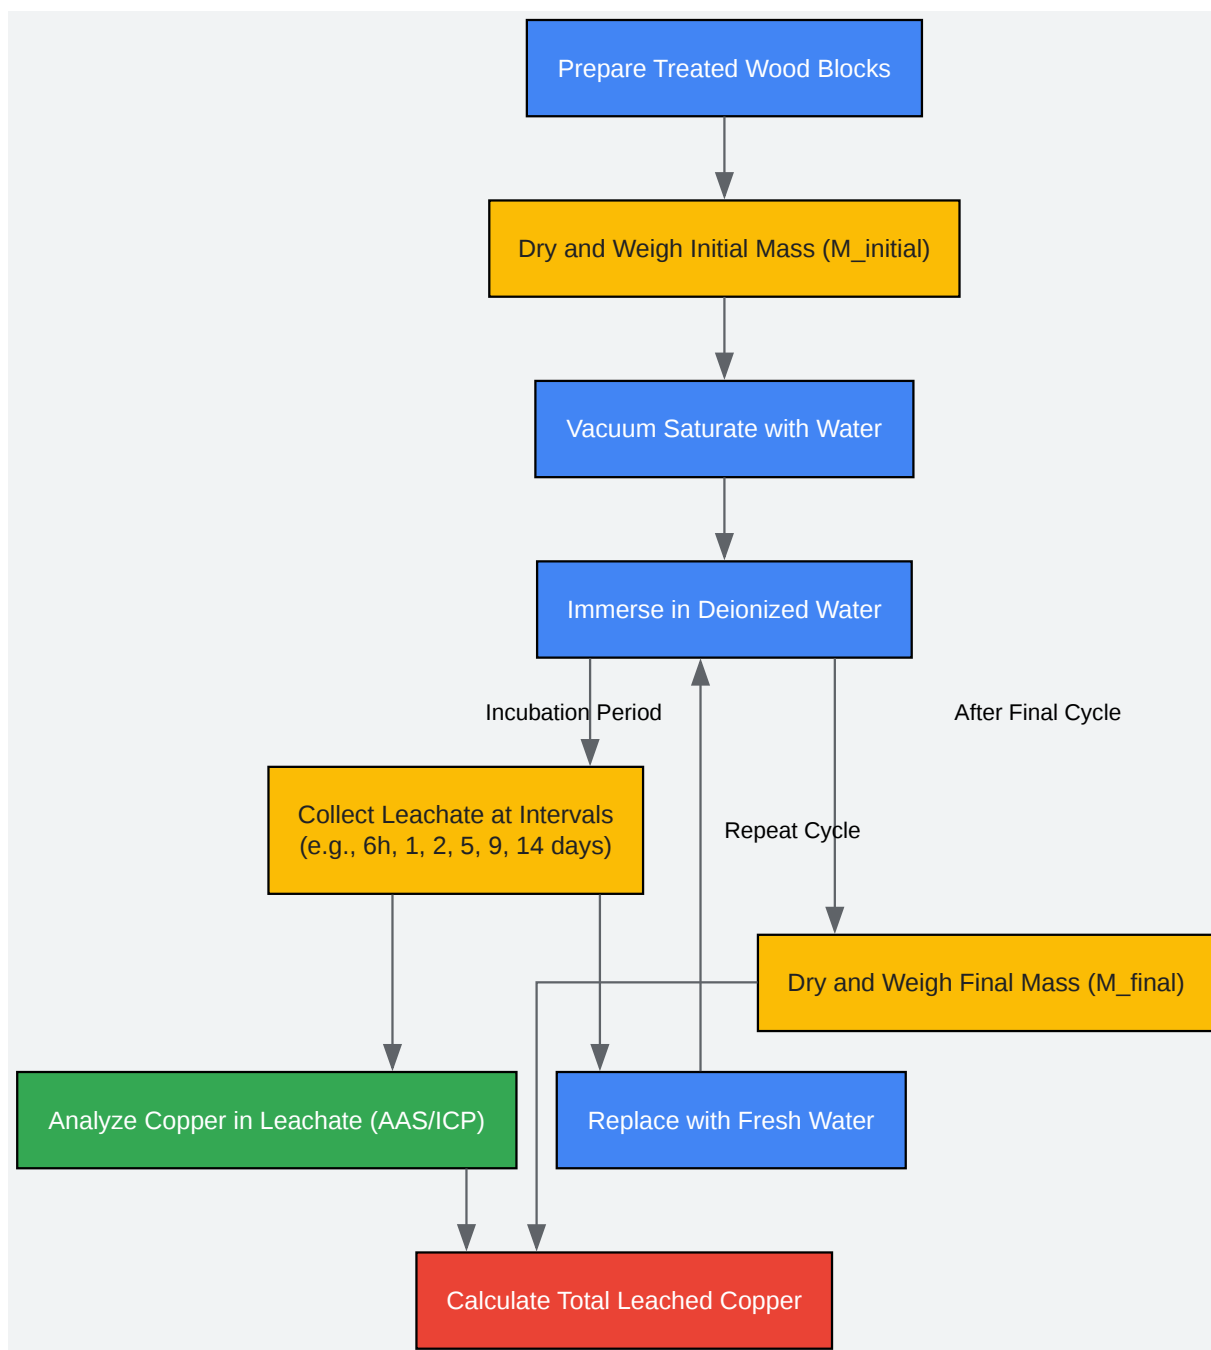 Prepare Treated Wood Blocks
Dry and Weigh Initial Mass (M_initial)
Vacuum Saturate with Water
Immerse in Deionized Water
Incubation Period
After Final Cycle
Collect Leachate at Intervals
(e.g., 6h, 1, 2, 5, 9, 14 days)
Repeat Cycle
Dry and Weigh Final Mass (M_final)
Analyze Copper in Leachate (AAS/ICP)
Replace with Fresh Water
Calculate Total Leached Copper